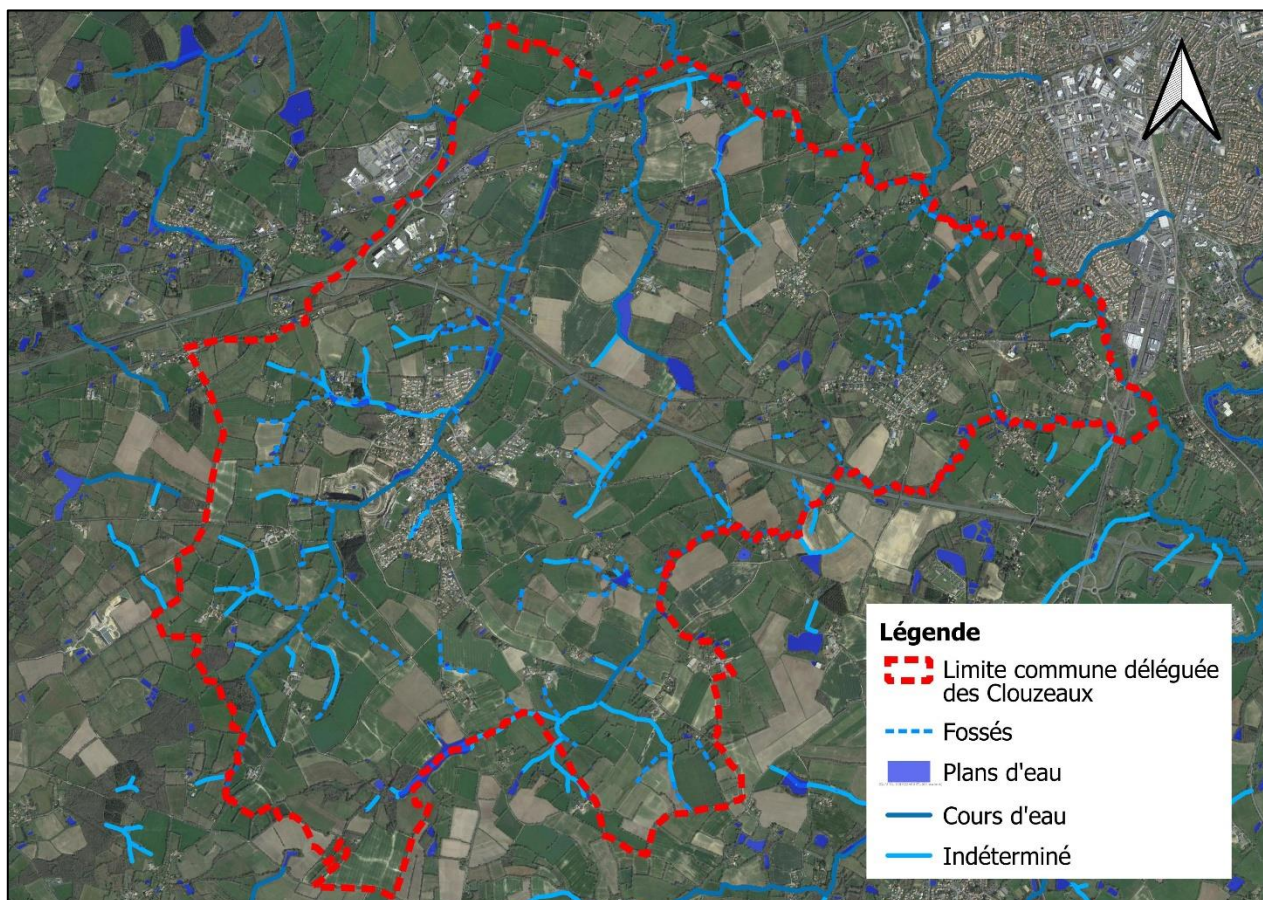 Légende
Limite commune déléguée
des Clouzeaux
Fossés
Plans d'eau
Cours d'eau
Indéterminé